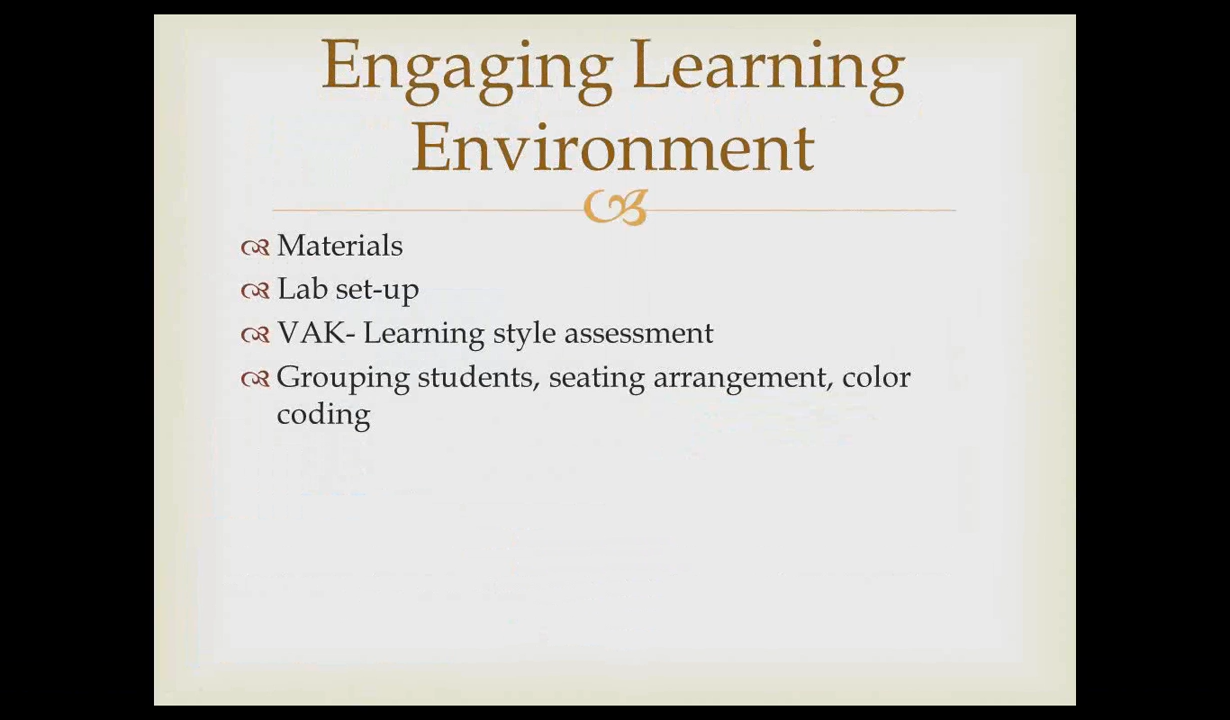 Engaging Learning
Environment
Materials
Lab set-up
VAK- Learning style assessment
Grouping students, seating arrangement, color
coding